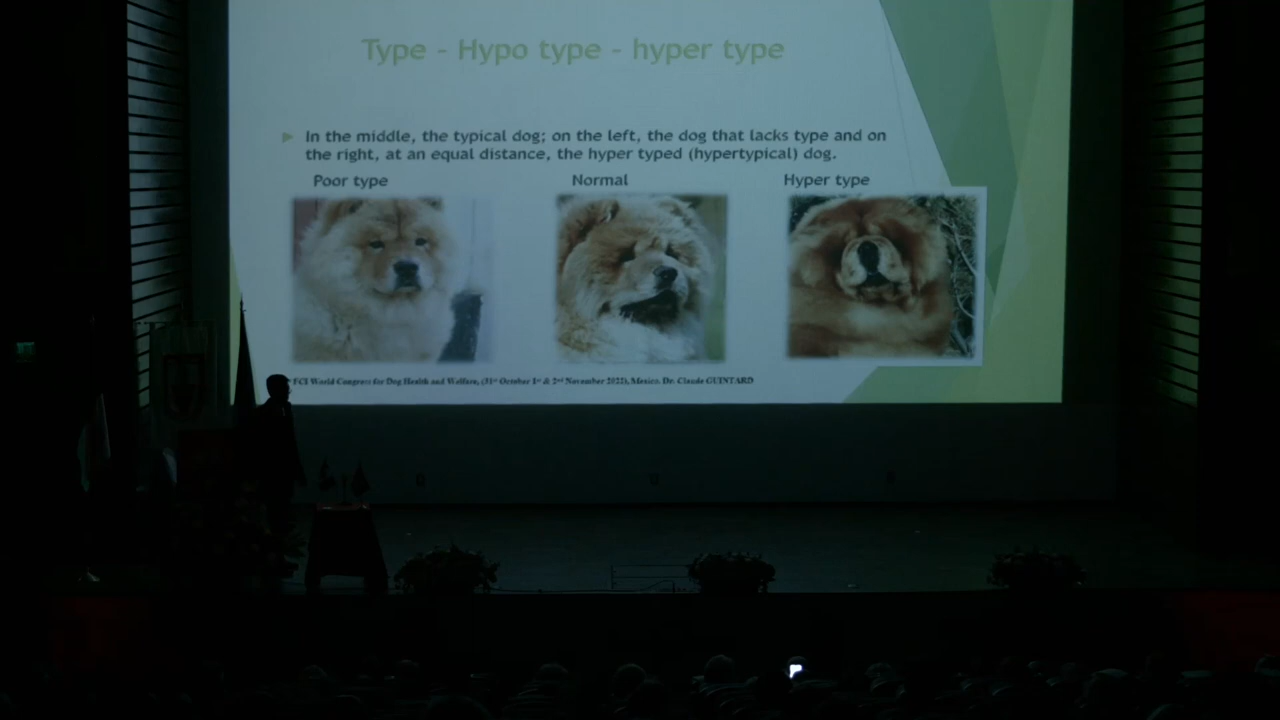 Type - Hypo type - hyper type
In the middle, the typical dog; on the left, the dog that lacks type and on
the right, at an equal distance, the hyper typed (hypertypical) dog.
Poor type
Normal
Hyper type
FCI World Congress for Dog Health and Welfare, (31st October 1st & 2nd November 2022), Mexico. Dr. Claude GUINTARD